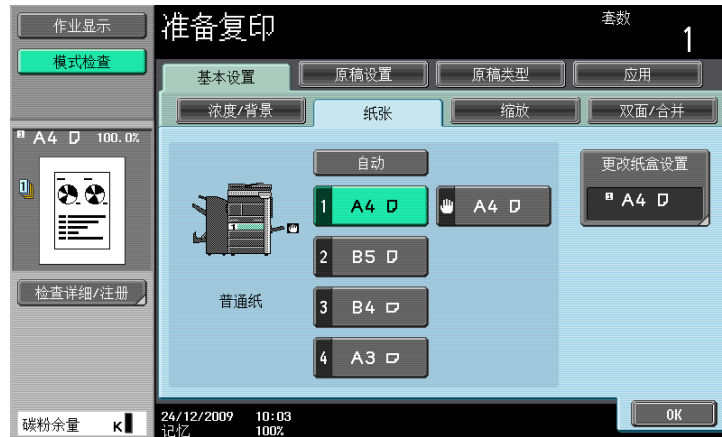 作业显示
模式检查
准备复印
套数
1
基本设置
原稿设置
原稿类型
应用
浓度/背景
纸张
缩放
双面/合并
1 A4 100.0%
1
自动
更改纸盒设置
1 A4
A4
1 A4
1
2 B5
普通纸
3 B4
4 A3
检查详细/注册
碳粉余量 K
24/12/2009 10:03
记忆 100%
OK